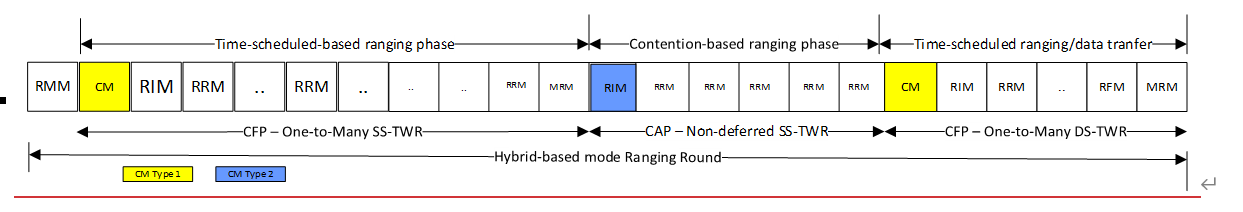 Time-scheduled-based ranging phase Contention-based ranging phase Time-scheduled ranging/data tranfer
RMM CM RIM RRM .. RRM .. .. .. RRM MRM RIM RRM RRM RRM RRM RRM CM RIM RRM .. RFM MRM
CFP – One-to-Many SS-TWR CAP – Non-deferred SS-TWR CFP – One-to-Many DS-TWR
Hybrid-based mode Ranging Round
CM Type 1 CM Type 2